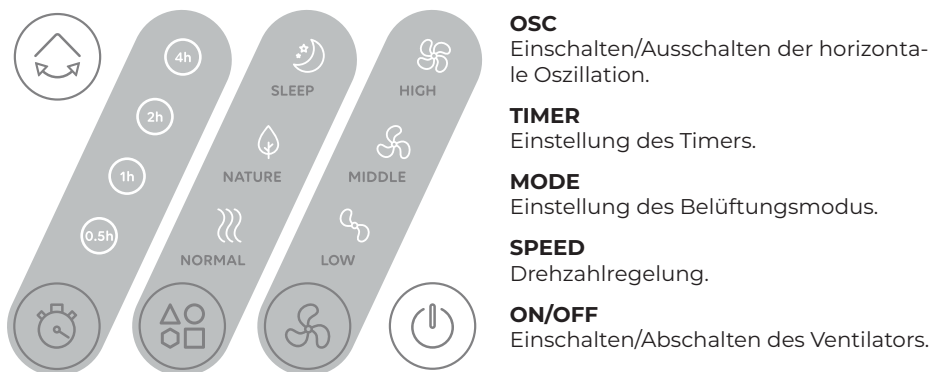 4h
2h
1h
0.5h
SLEEP
NATURE
NORMAL
HIGH
MIDDLE
LOW
OSC
Einschalten/Ausschalten der horizonta-
le Oszillation.
TIMER
Einstellung des Timers.
MODE
Einstellung des Belüftungsmodus.
SPEED
Drehzahlregelung.
ON/OFF
Einschalten/Abschalten des Ventilators.